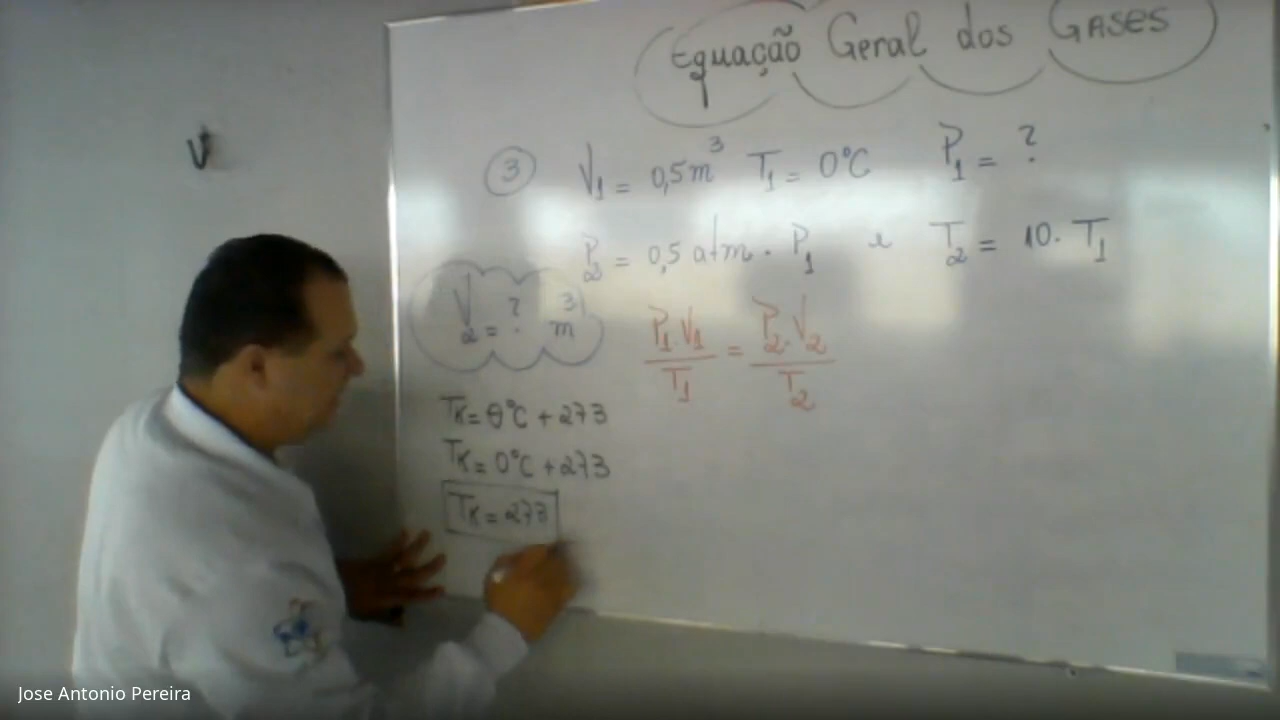 Equação Geral dos GASES
V
3 V1 = 0,5m³ T1 = 0°C P1 = ?
P2 = 0,5 atm . P1 e T2 = 10. T1
V2 = ? m³
P1.V1 / T1 = P2.V2 / T2
TK = θ°C + 273
TK = 0°C + 273
TK = 273
Jose Antonio Pereira